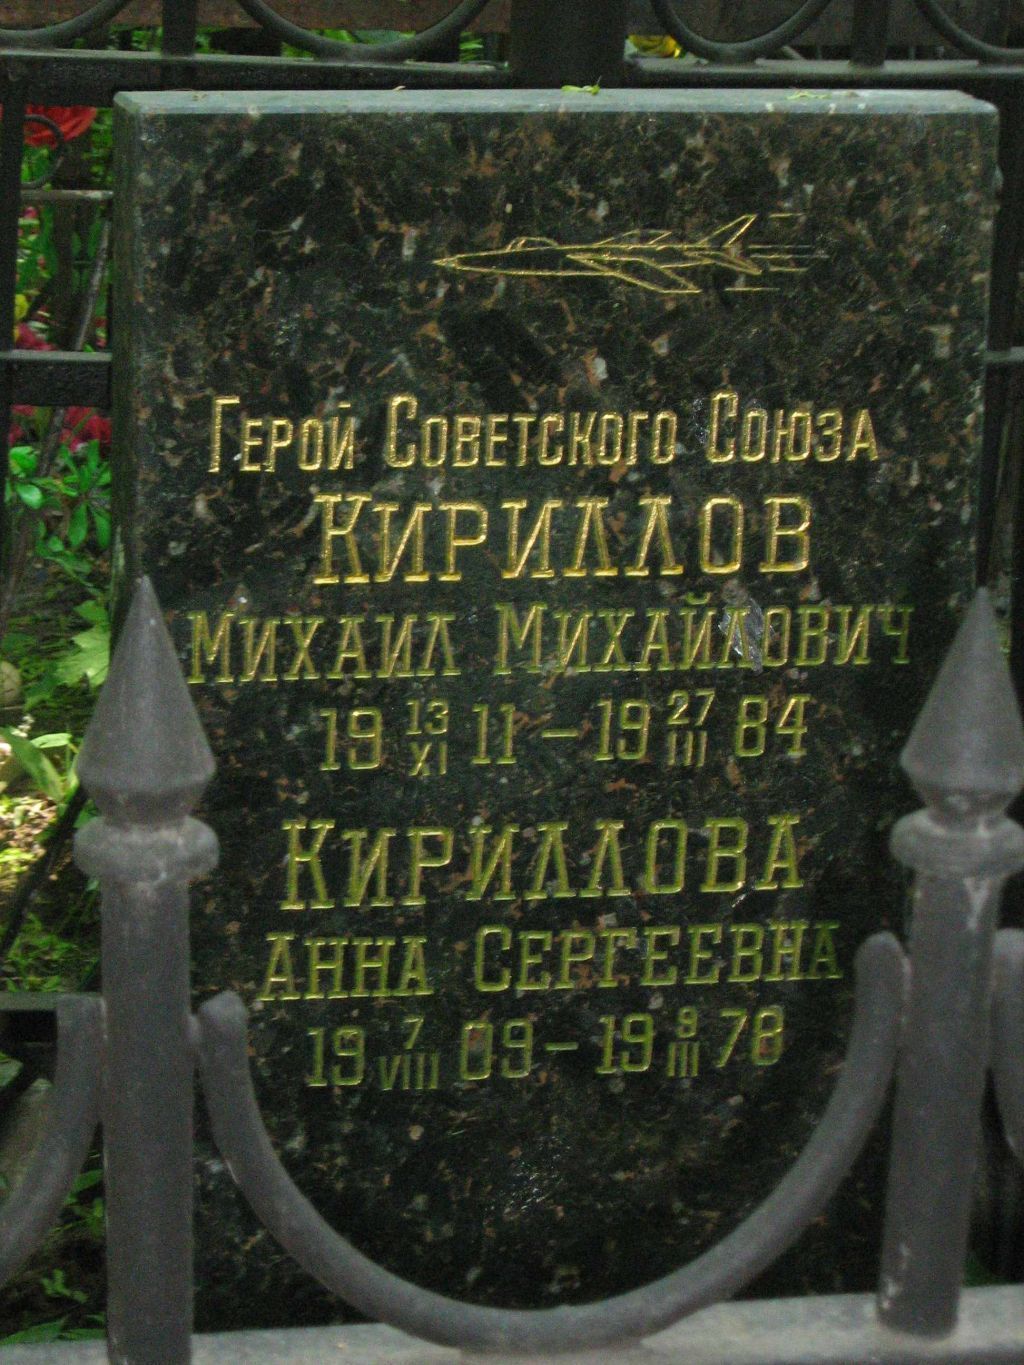 Герой Советского Союза
Кириллов
Михаил Михайлович
19 13/XI 11 – 19 27/III 84
Кириллова
Анна Сергеевна
19 7/VIII 09 – 19 9/III 78